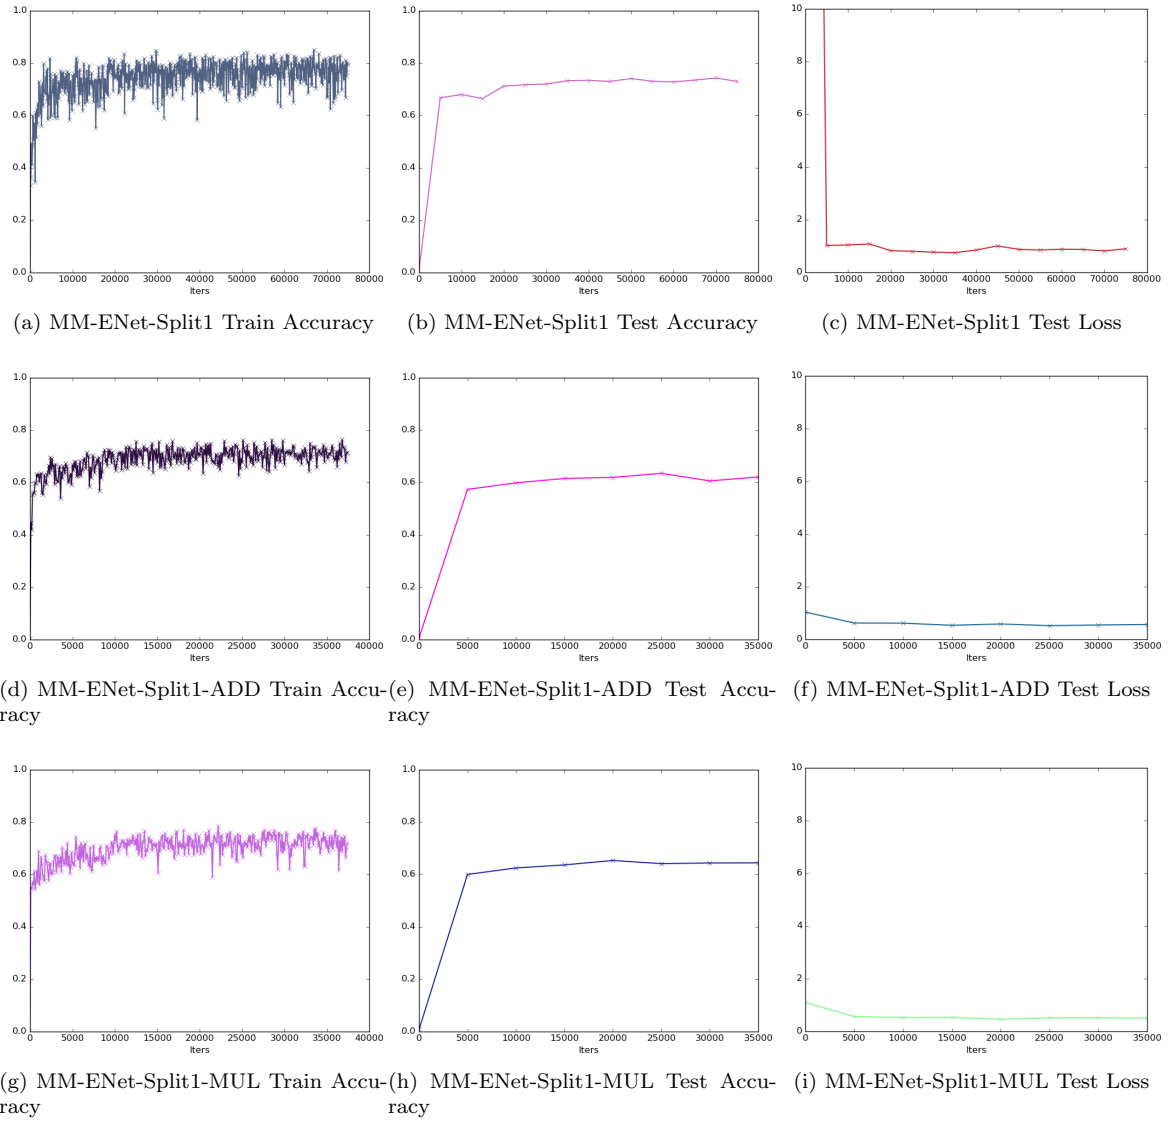 1.0
0.8
0.6
0.4
0.2
0.0
0 10000 20000 30000 40000 50000 60000 70000 80000
Iters
1.0
0.8
0.6
0.4
0.2
0.0
0 10000 20000 30000 40000 50000 60000 70000 80000
Iters
10
8
6
4
2
0
0 10000 20000 30000 40000 50000 60000 70000 80000
Iters
(a) MM-ENet-Split1 Train Accuracy
(b) MM-ENet-Split1 Test Accuracy
(c) MM-ENet-Split1 Test Loss
1.0
0.8
0.6
0.4
0.2
0.0
0 5000 10000 15000 20000 25000 30000 35000 40000
Iters
1.0
0.8
0.6
0.4
0.2
0.0
0 5000 10000 15000 20000 25000 30000 35000
Iters
10
8
6
4
2
0
0 5000 10000 15000 20000 25000 30000 35000
Iters
(d) MM-ENet-Split1-ADD Train Accu-
racy
(e) MM-ENet-Split1-ADD Test Accu-
racy
(f) MM-ENet-Split1-ADD Test Loss
1.0
0.8
0.6
0.4
0.2
0.0
0 5000 10000 15000 20000 25000 30000 35000 40000
Iters
1.0
0.8
0.6
0.4
0.2
0.0
0 5000 10000 15000 20000 25000 30000 35000
Iters
10
8
6
4
2
0
0 5000 10000 15000 20000 25000 30000 35000
Iters
(g) MM-ENet-Split1-MUL Train Accu-
racy
(h) MM-ENet-Split1-MUL Test Accu-
racy
(i) MM-ENet-Split1-MUL Test Loss